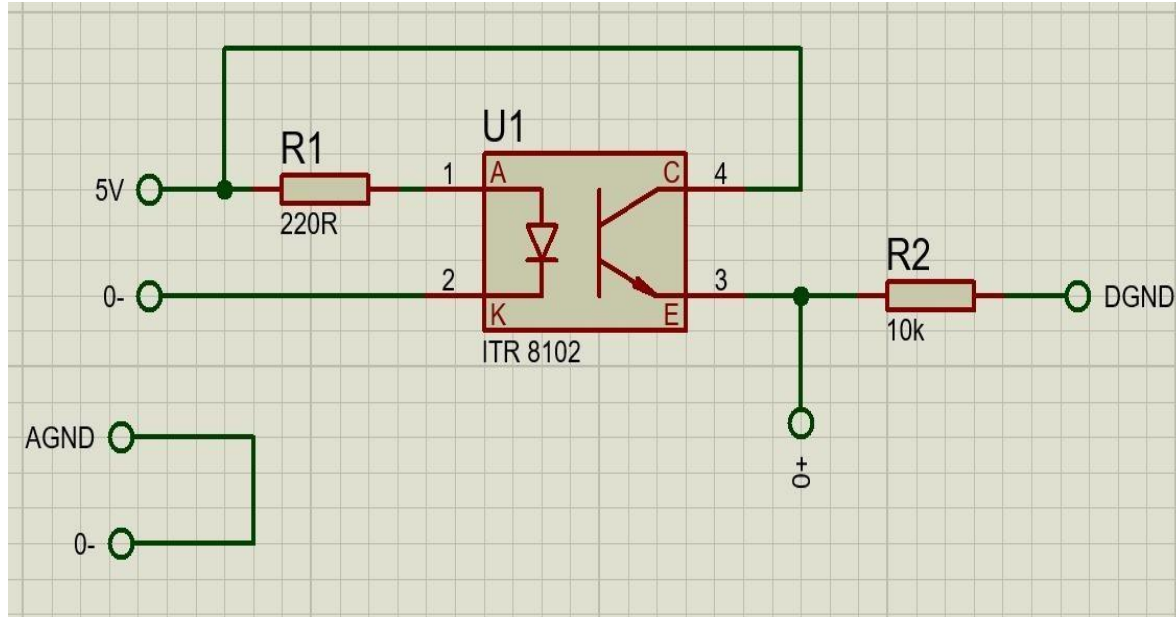 U1
R1
1
A
C
4
5V
220R
R2
2
3
0-
DGND
K
E
10k
ITR 8102
AGND
0+
0-